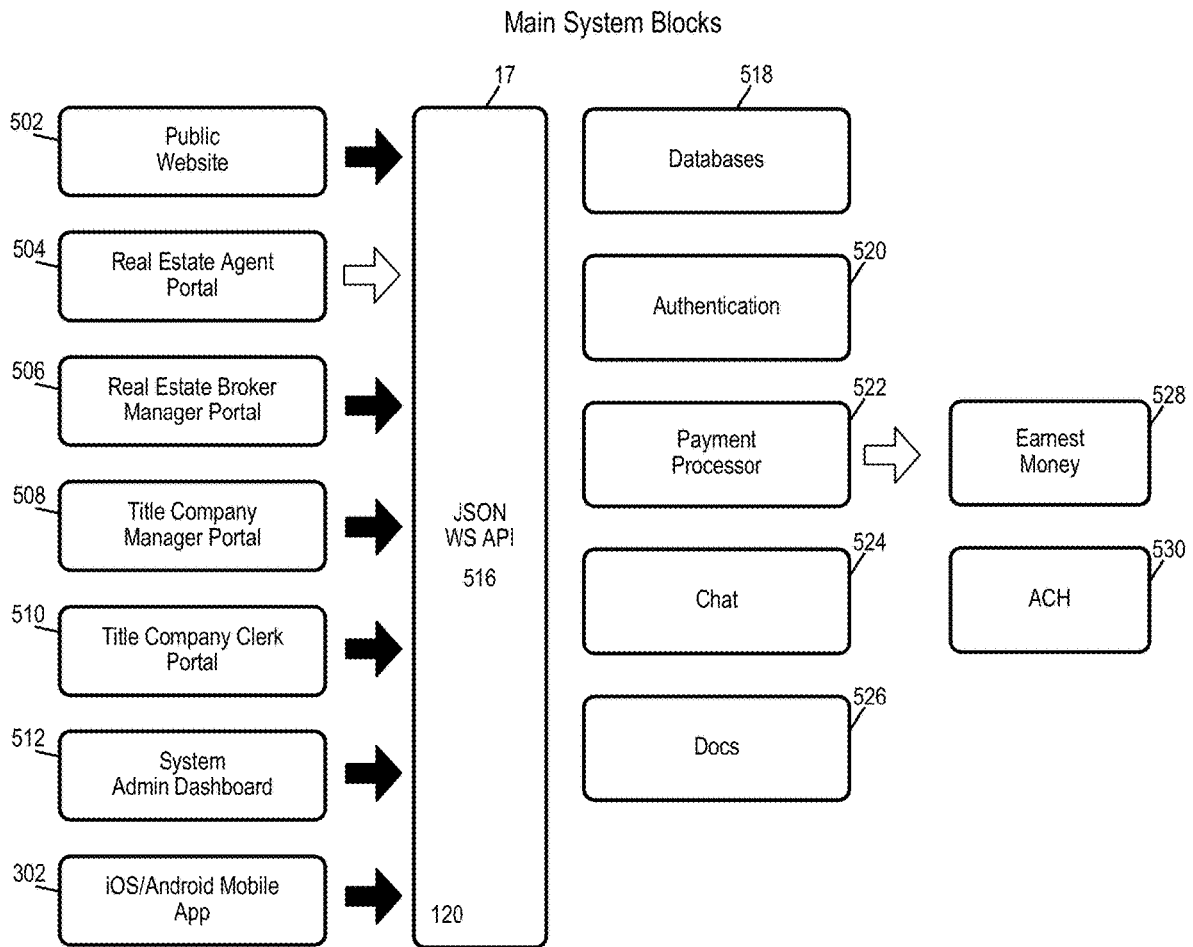 Main System Blocks
17
518
502
Public
Website
Databases
504
Real Estate Agent
Portal
520
Authentication
506
Real Estate Broker
Manager Portal
522
Payment
Processor
528
Earnest
Money
508
Title Company
Manager Portal
JSON
WS API
516
524
Chat
530
ACH
510
Title Company Clerk
Portal
526
Docs
512
System
Admin Dashboard
302
iOS/Android Mobile
App
120